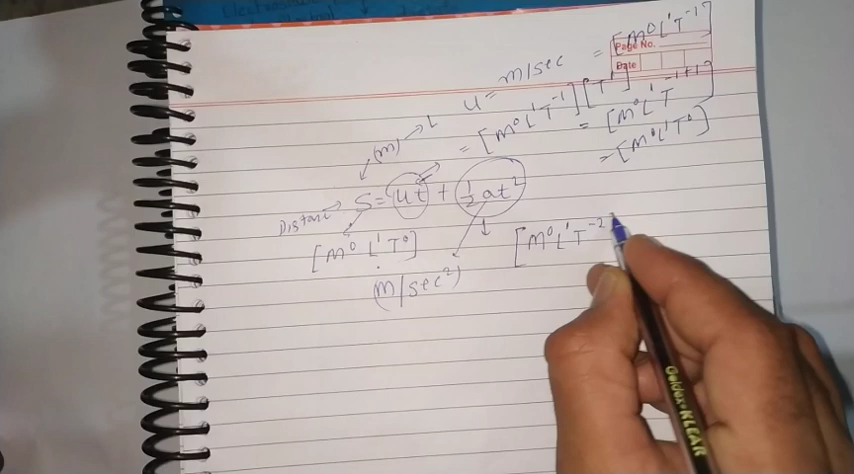 u = m/sec = [M⁰L¹T⁻¹]
Page No.
Date
(m) → L
= [M⁰L¹T⁻¹][T¹]
= [M⁰L¹T⁻¹⁺¹]
= [M⁰L¹T⁰]
Distance → S = ut + ½at²
[M⁰L¹T⁰]
[M⁰L¹T⁻²
(m/sec²)
Goldex-KLEAR